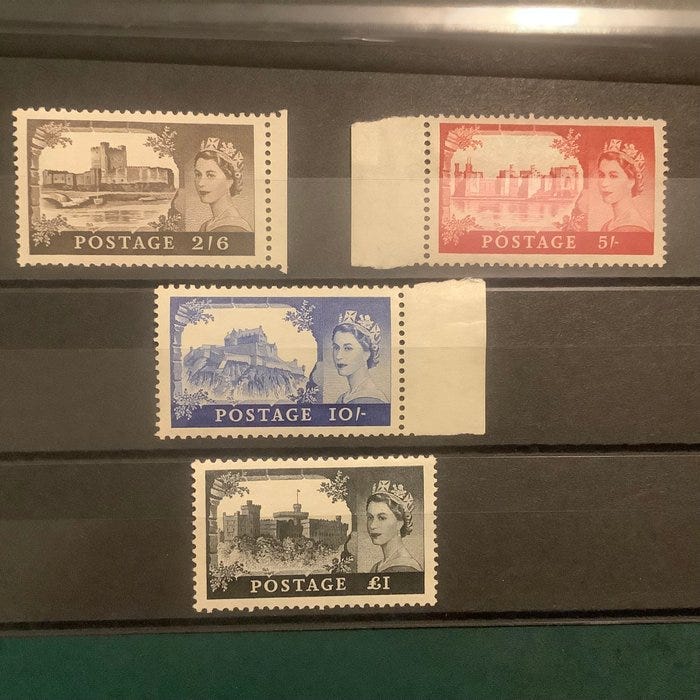 POSTAGE 2/6
POSTAGE 5/-
POSTAGE 10/-
POSTAGE £1